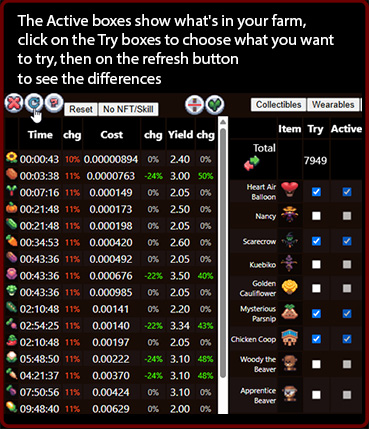 The Active boxes show what's in your farm,
click on the Try boxes to choose what you want
to try, then on the refresh button
to see the differences
Reset No NFT/Skill
Time chg Cost chg Yield chg
00:00:43 10% 0.00000894 0% 2.40 0%
00:03:38 11% 0.0000763 -24% 3.00 50%
00:07:16 11% 0.000149 0% 2.05 0%
00:21:48 11% 0.000173 0% 2.50 0%
00:21:48 11% 0.000198 0% 2.05 0%
00:34:53 11% 0.000420 0% 2.60 0%
00:43:36 11% 0.000492 0% 2.05 0%
00:43:36 11% 0.000676 -22% 3.50 40%
00:43:36 11% 0.000985 0% 2.05 0%
02:10:48 11% 0.00141 0% 2.20 0%
02:54:25 11% 0.00140 -22% 3.34 43%
02:10:48 11% 0.00197 0% 2.05 0%
05:48:50 11% 0.00222 -24% 3.10 48%
04:21:37 11% 0.00370 -24% 3.10 48%
07:50:56 11% 0.00424 0% 3.10 0%
09:48:40 11% 0.00629 0% 2.00 0%
Collectibles Wearables
Item Try Active
Total 7949
Heart Air
Balloon
Nancy
Scarecrow
Kuebiko
Golden
Cauliflower
Mysterious
Parsnip
Chicken Coop
Woody the
Beaver
Apprentice
Beaver